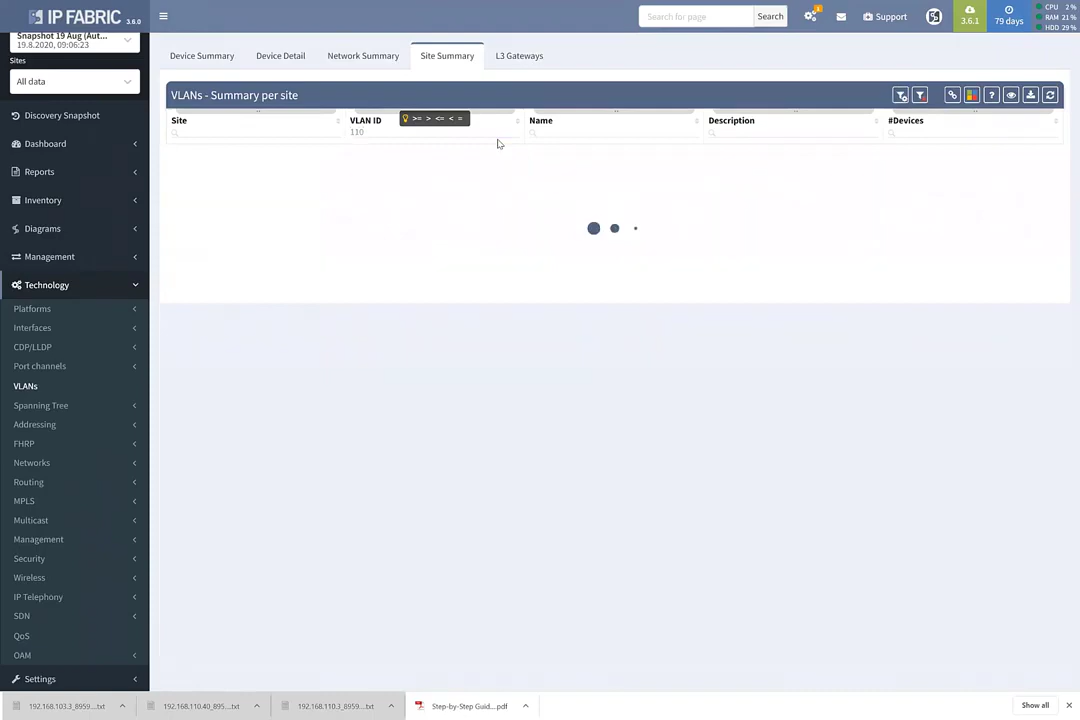 IP FABRIC 3.6.0
Search for page
Search
Support
3.6.1
79 days
CPU 2%
RAM 21%
HDD 29%
Snapshot 19 Aug (Aut...
19.8.2020, 09:06:23
Sites
All data
Discovery Snapshot
Dashboard
Reports
Inventory
Diagrams
Management
Technology
Platforms
Interfaces
CDP/LLDP
Port channels
VLANs
Spanning Tree
Addressing
FHRP
Networks
Routing
MPLS
Multicast
Management
Security
Wireless
IP Telephony
SDN
QoS
OAM
Settings
Device Summary
Device Detail
Network Summary
Site Summary
L3 Gateways
VLANs - Summary per site
Site
VLAN ID
>= > <= < =
Name
Description
#Devices
110
192.168.103.3_8959....txt
192.168.110.40_895....txt
192.168.110.3_8959....txt
Step-by-Step Guid....pdf
Show all